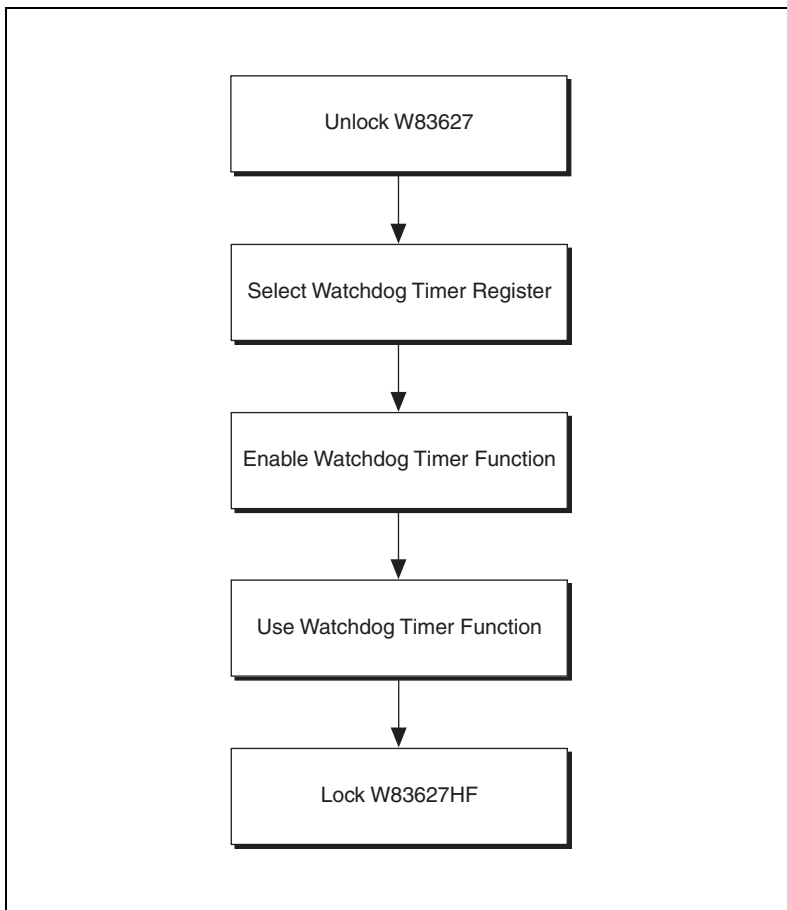 Unlock W83627
Select Watchdog Timer Register
Enable Watchdog Timer Function
Use Watchdog Timer Function
Lock W83627HF